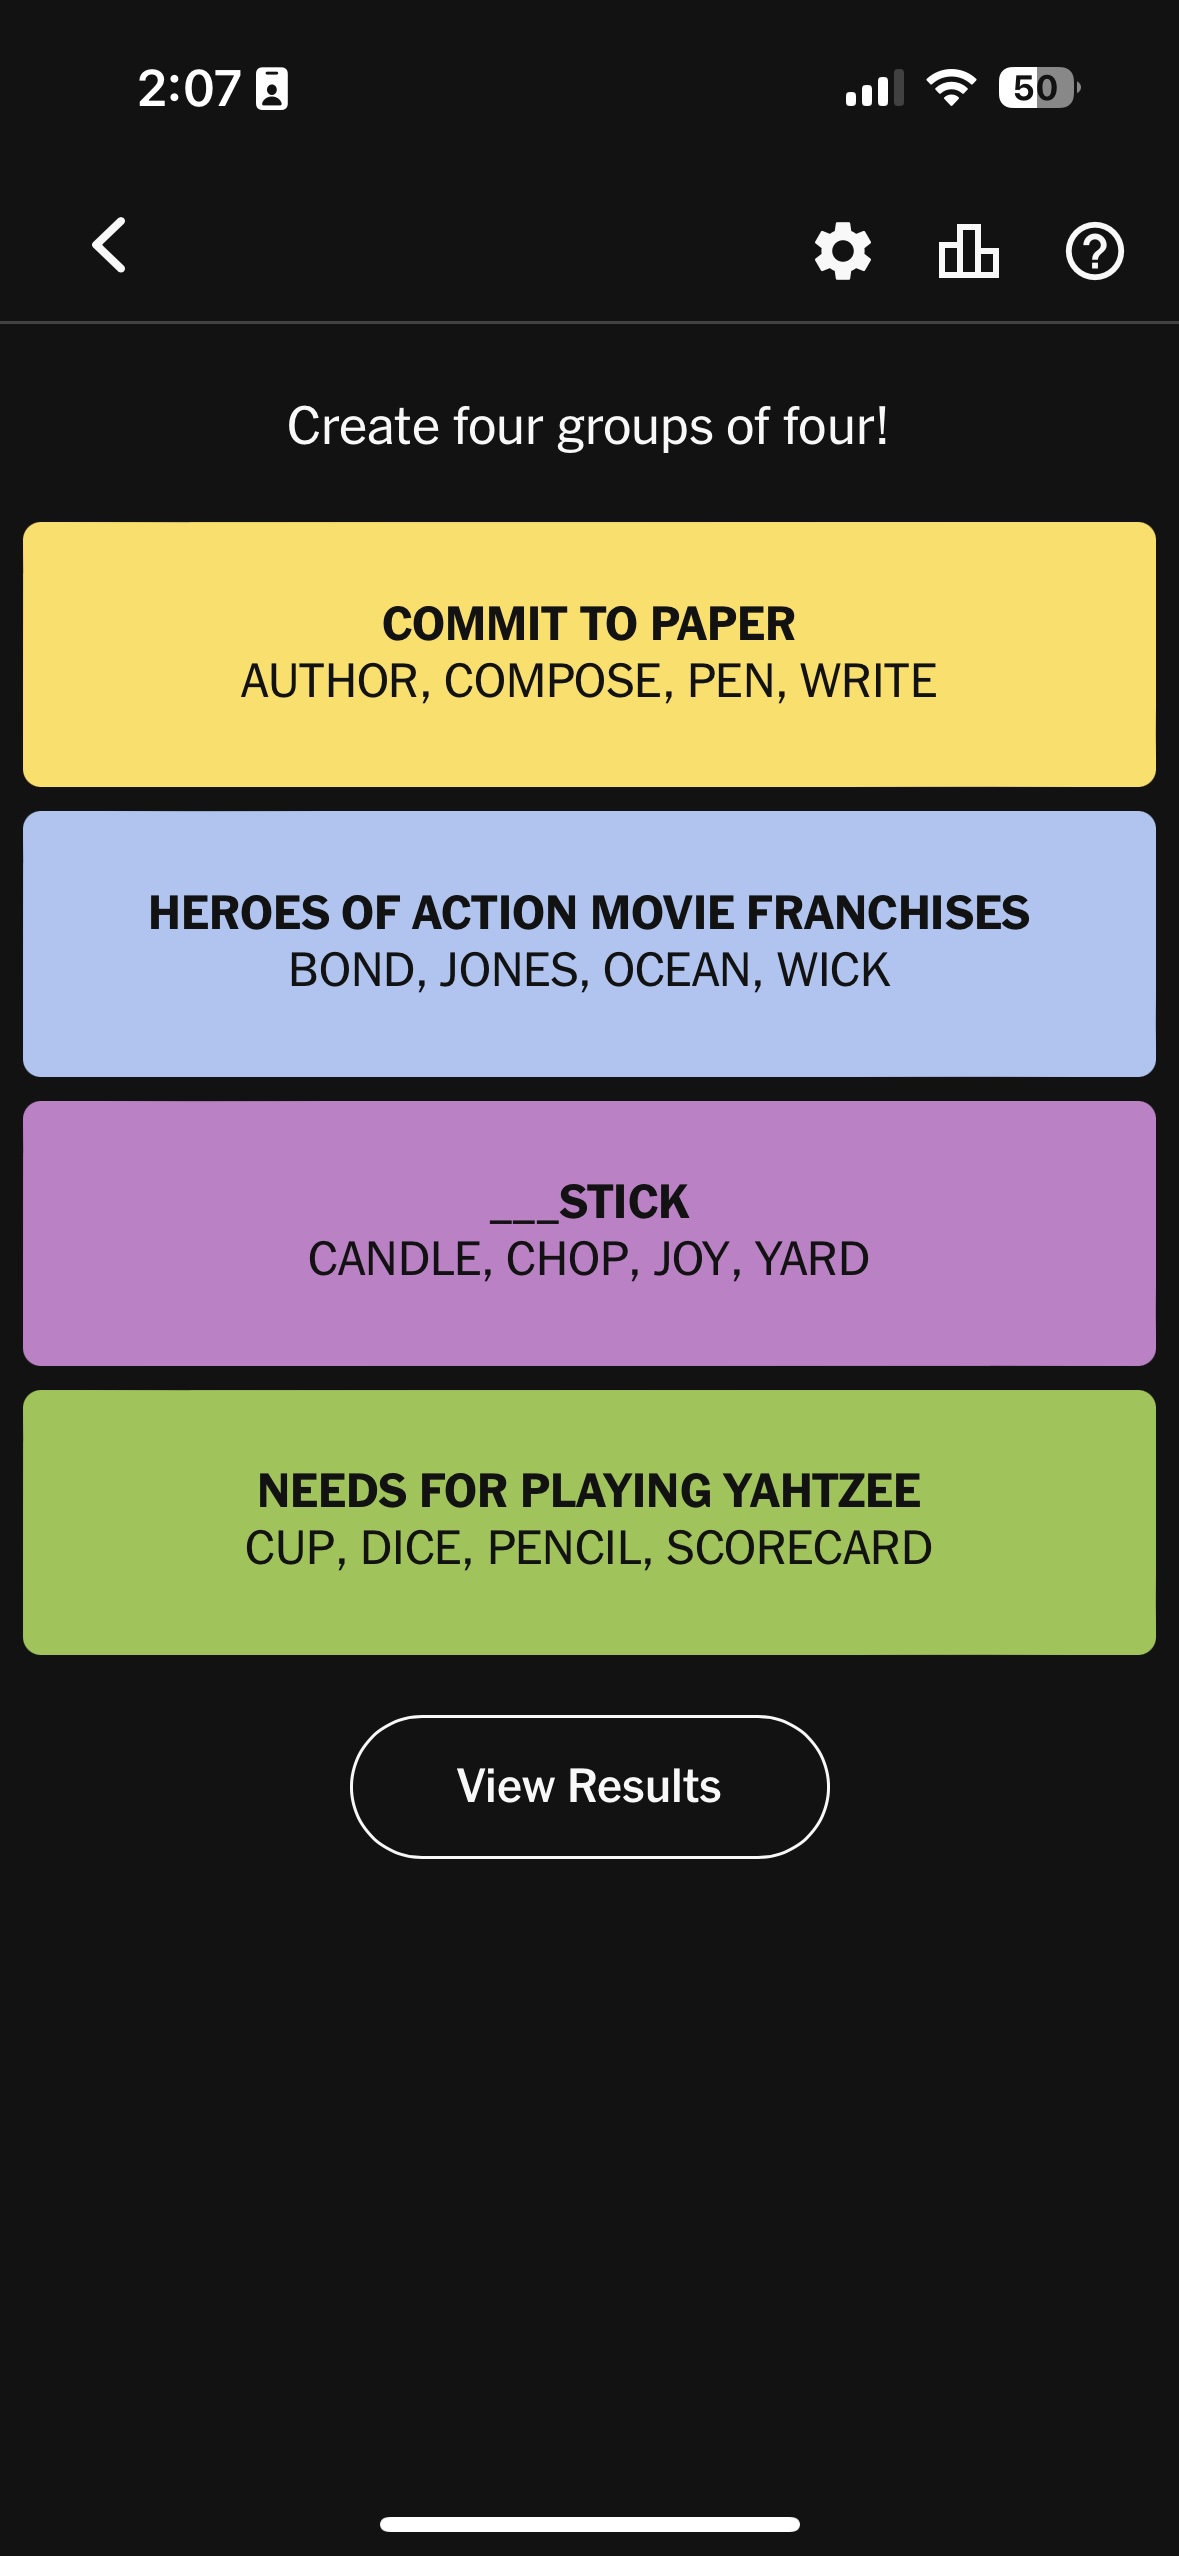 2:07
50
Create four groups of four!
COMMIT TO PAPER
AUTHOR, COMPOSE, PEN, WRITE
HEROES OF ACTION MOVIE FRANCHISES
BOND, JONES, OCEAN, WICK
___STICK
CANDLE, CHOP, JOY, YARD
NEEDS FOR PLAYING YAHTZEE
CUP, DICE, PENCIL, SCORECARD
View Results